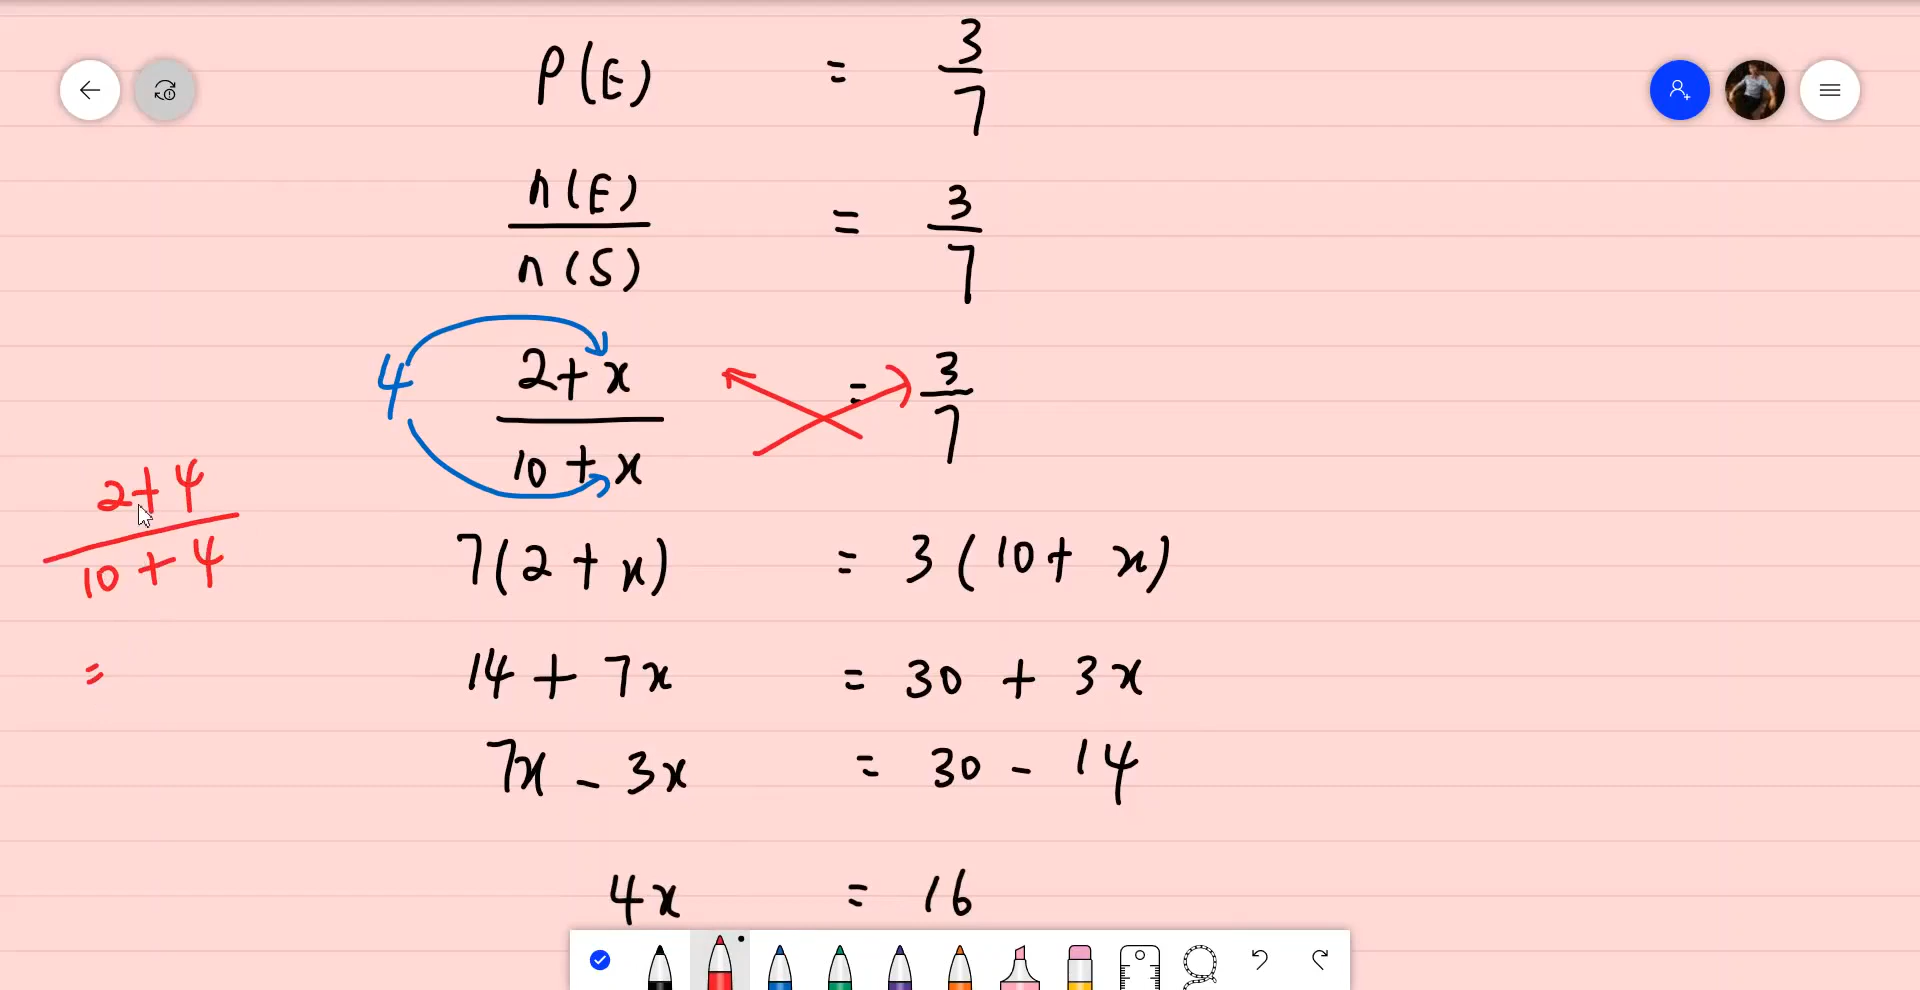 P(E) = 3/7
n(E)/n(S) = 3/7
4 (2+x)/(10+x) = 3/7
(2+4)/(10+4)
7(2+x) = 3(10+x)
=
14 + 7x = 30 + 3x
7x - 3x = 30 - 14
4x = 16